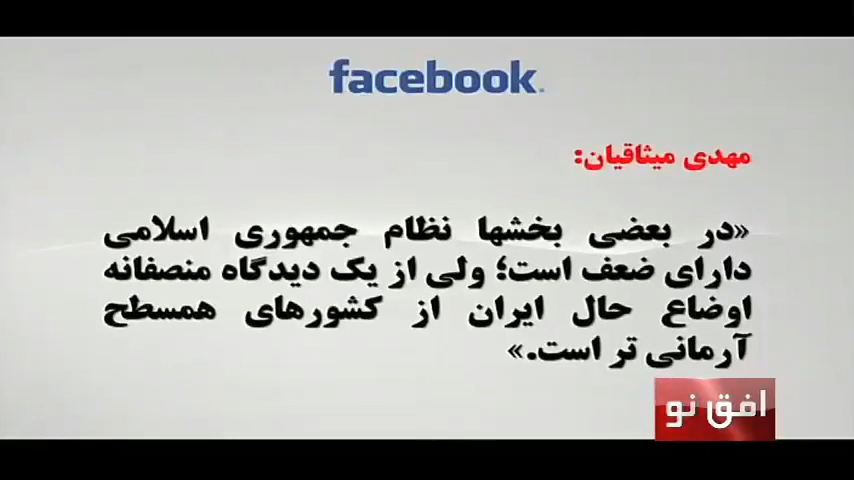 facebook
مهدی میثاقیان:
«در بعضی بخشها نظام جمهوری اسلامی
دارای ضعف است؛ ولی از یک دیدگاه منصفانه
اوضاع حال ایران از کشورهای همسطح
آرمانی تر است.»
افق نو